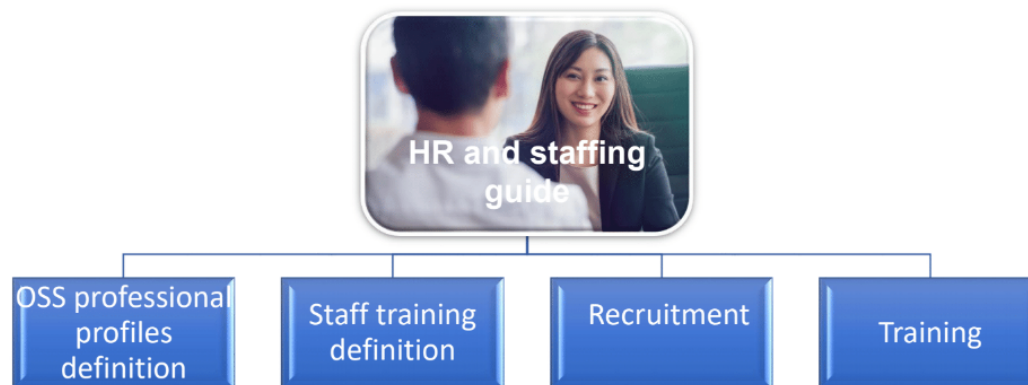 HR and staffing
guide
OSS professional
profiles
definition
Staff training
definition
Recruitment
Training